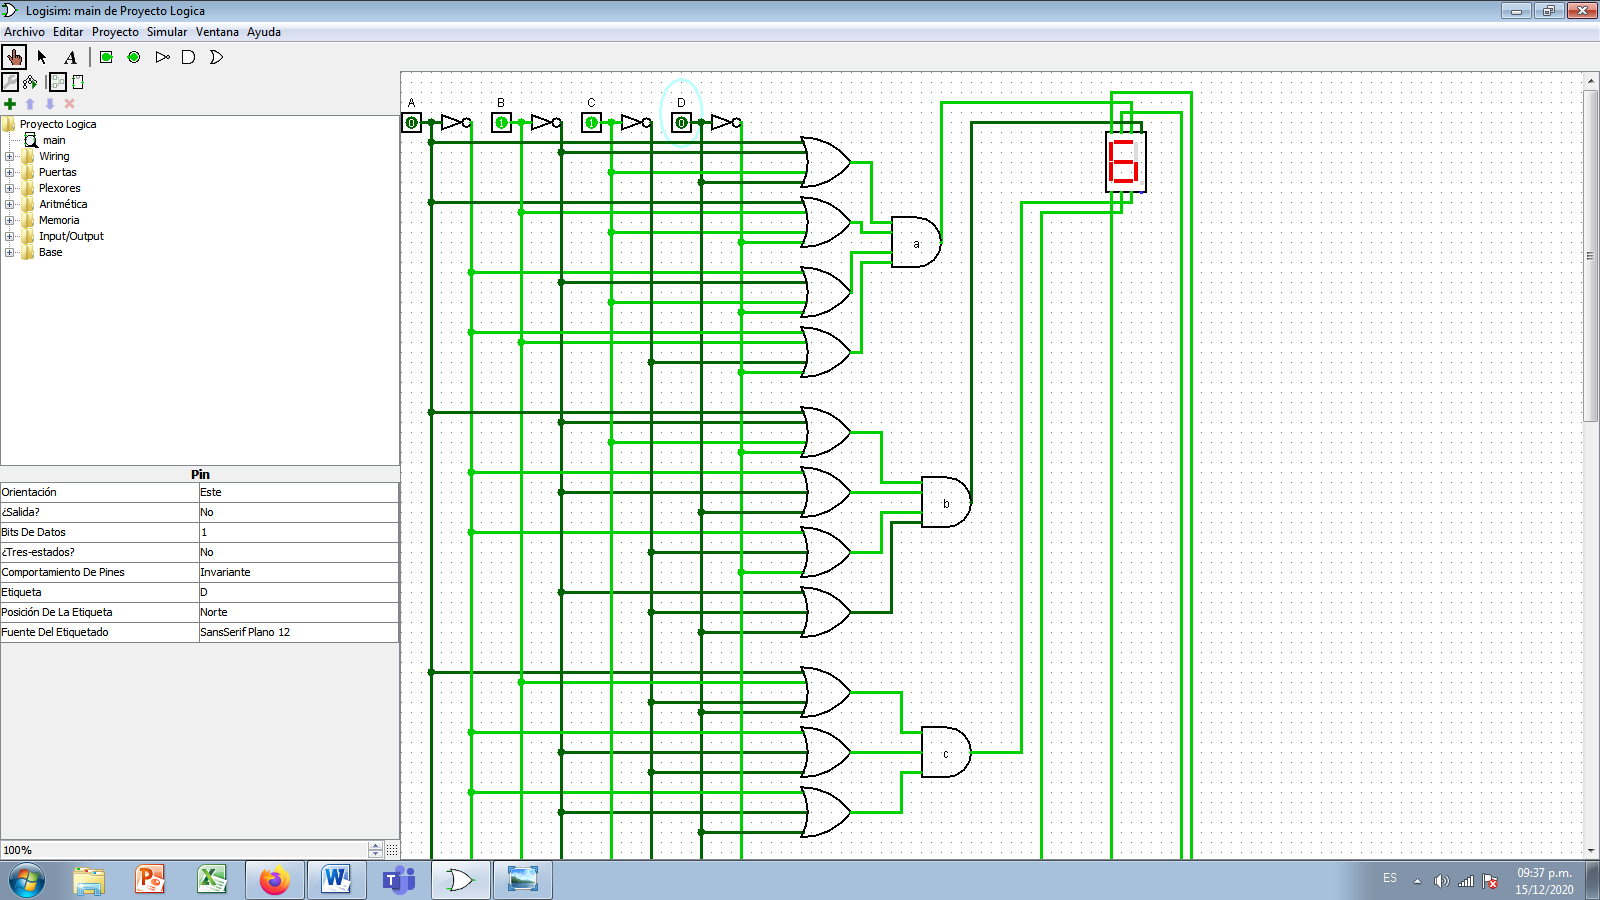 Logisim: main de Proyecto Logica
Archivo Editar Proyecto Simular Ventana Ayuda
A
Proyecto Logica
main
Wiring
Puertas
Plexores
Aritmética
Memoria
Input/Output
Base
Pin
Orientación Este
¿Salida? No
Bits De Datos 1
¿Tres-estados? No
Comportamiento De Pines Invariante
Etiqueta D
Posición De La Etiqueta Norte
Fuente Del Etiquetado SansSerif Plano 12
100%
A B C D
0 1 1 0
a
b
c
6
ES
09:37 p.m.
15/12/2020